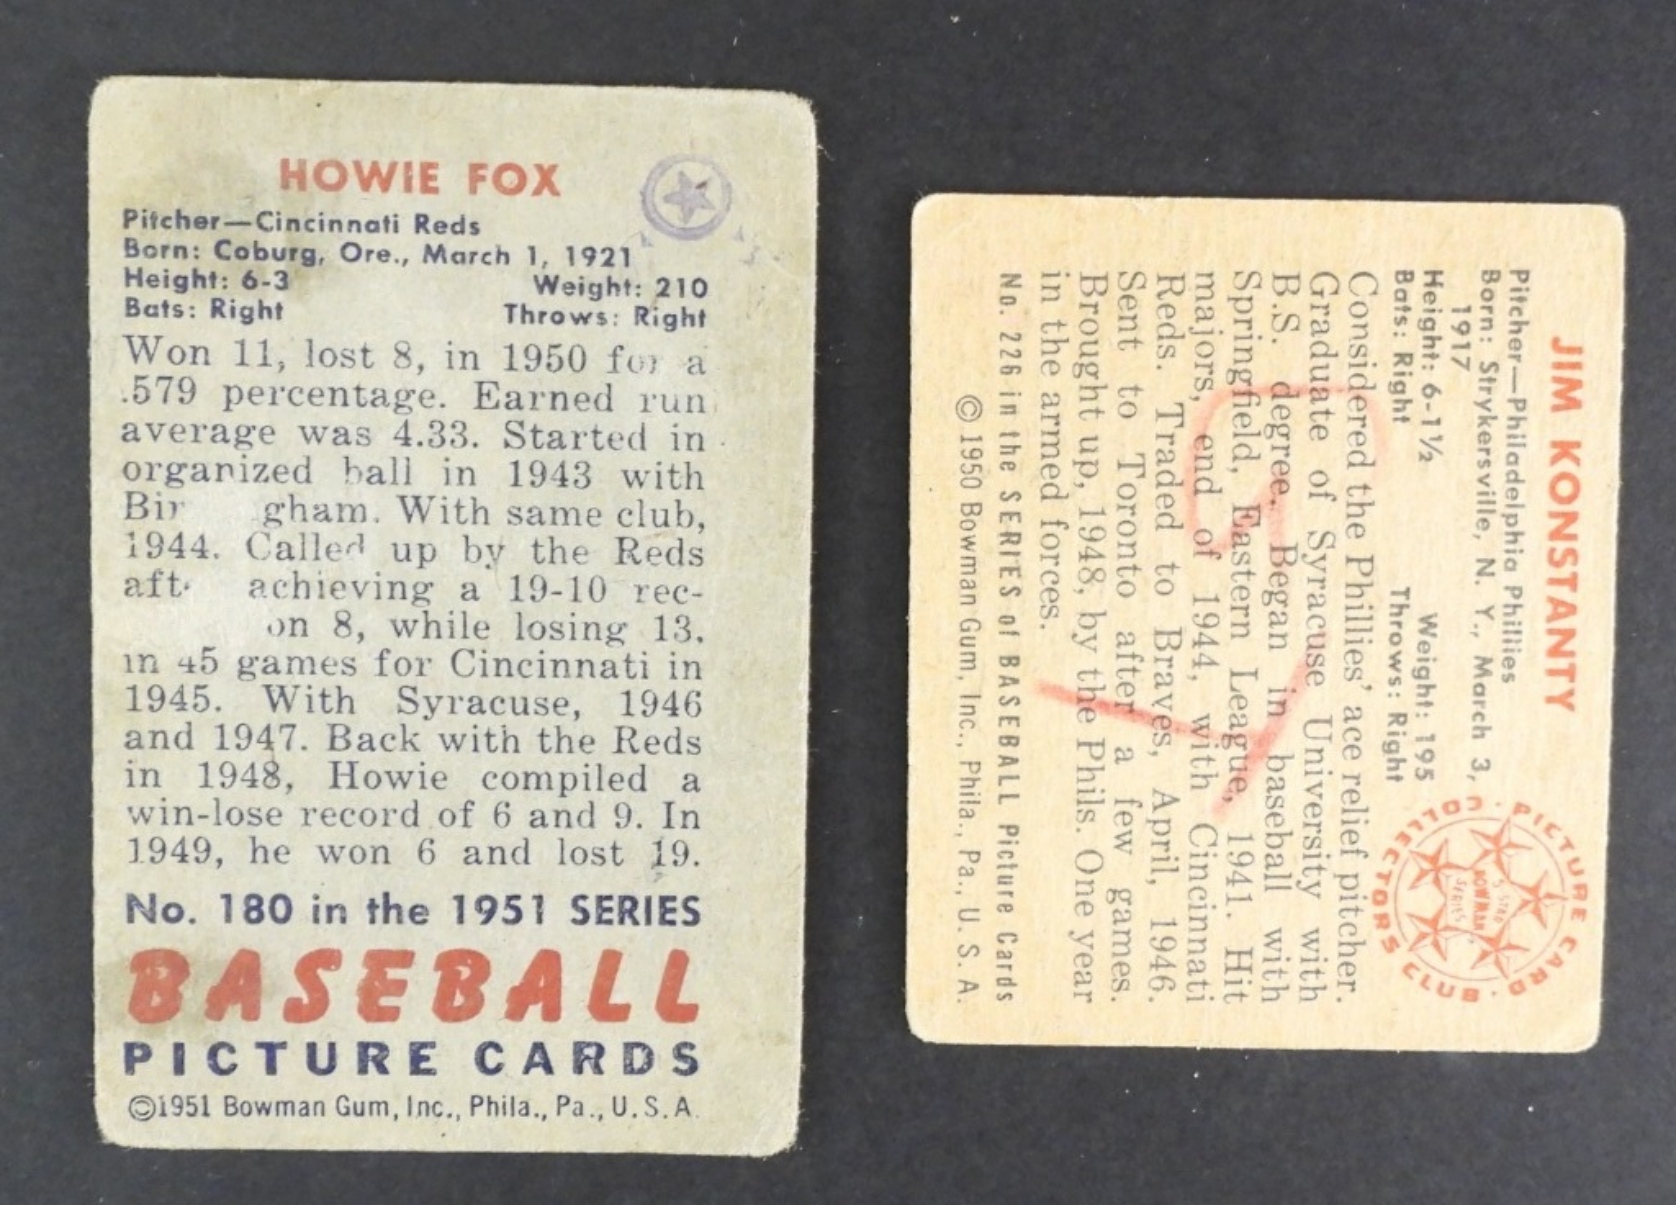 HOWIE FOX
Pitcher—Cincinnati Reds
Born: Coburg, Ore., March 1, 1921
Height: 6-3 Weight: 210
Bats: Right Throws: Right
Won 11, lost 8, in 1950 for a
.579 percentage. Earned run
average was 4.33. Started in
organized ball in 1943 with
Bir gham. With same club,
1944. Called up by the Reds
aft achieving a 19-10 rec-
on 8, while losing 13.
in 45 games for Cincinnati in
1945. With Syracuse, 1946
and 1947. Back with the Reds
in 1948, Howie compiled a
win-lose record of 6 and 9. In
1949, he won 6 and lost 19.
No. 180 in the 1951 SERIES
BASEBALL
PICTURE CARDS
©1951 Bowman Gum, Inc., Phila., Pa., U.S.A.
JIM KONSTANTY
Pitcher—Philadelphia Phillies
Born: Strykersville, N. Y., March 3,
1917
Height: 6-1½ Weight: 195
Bats: Right Throws: Right
Considered the Phillies' ace relief pitcher.
Graduate of Syracuse University with
B.S. degree. Began in baseball with
Springfield, Eastern League, 1941. Hit
majors, end of 1944, with Cincinnati
Reds. Traded to Braves, April, 1946.
Sent to Toronto after a few games.
Brought up, 1948, by the Phils. One year
in the armed forces.
No. 226 in the SERIES of BASEBALL Picture Cards
© 1950 Bowman Gum, Inc., Phila., Pa., U. S. A.
PICTURE CARD COLLECTORS CLUB
5 STAR
BOWMAN
SERIES